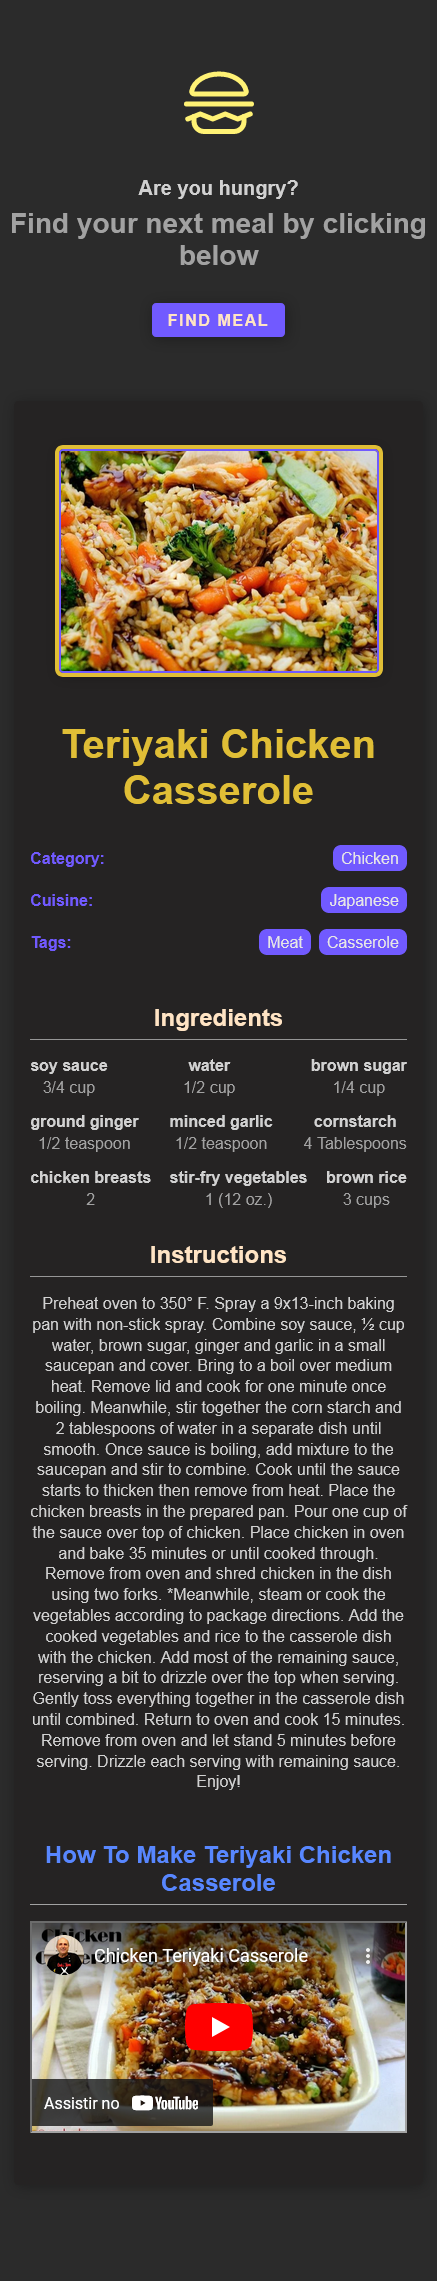 Are you hungry?
Find your next meal by clicking
below
FIND MEAL
Teriyaki Chicken
Casserole
Category: Chicken
Cuisine: Japanese
Tags: Meat Casserole
Ingredients
soy sauce water brown sugar
3/4 cup 1/2 cup 1/4 cup
ground ginger minced garlic cornstarch
1/2 teaspoon 1/2 teaspoon 4 Tablespoons
chicken breasts stir-fry vegetables brown rice
2 1 (12 oz.) 3 cups
Instructions
Preheat oven to 350° F. Spray a 9x13-inch baking
pan with non-stick spray. Combine soy sauce, ½ cup
water, brown sugar, ginger and garlic in a small
saucepan and cover. Bring to a boil over medium
heat. Remove lid and cook for one minute once
boiling. Meanwhile, stir together the corn starch and
2 tablespoons of water in a separate dish until
smooth. Once sauce is boiling, add mixture to the
saucepan and stir to combine. Cook until the sauce
starts to thicken then remove from heat. Place the
chicken breasts in the prepared pan. Pour one cup of
the sauce over top of chicken. Place chicken in oven
and bake 35 minutes or until cooked through.
Remove from oven and shred chicken in the dish
using two forks. *Meanwhile, steam or cook the
vegetables according to package directions. Add the
cooked vegetables and rice to the casserole dish
with the chicken. Add most of the remaining sauce,
reserving a bit to drizzle over the top when serving.
Gently toss everything together in the casserole dish
until combined. Return to oven and cook 15 minutes.
Remove from oven and let stand 5 minutes before
serving. Drizzle each serving with remaining sauce.
Enjoy!
How To Make Teriyaki Chicken
Casserole
Chicken
Chicken Teriyaki Casserole
Assistir no YouTube